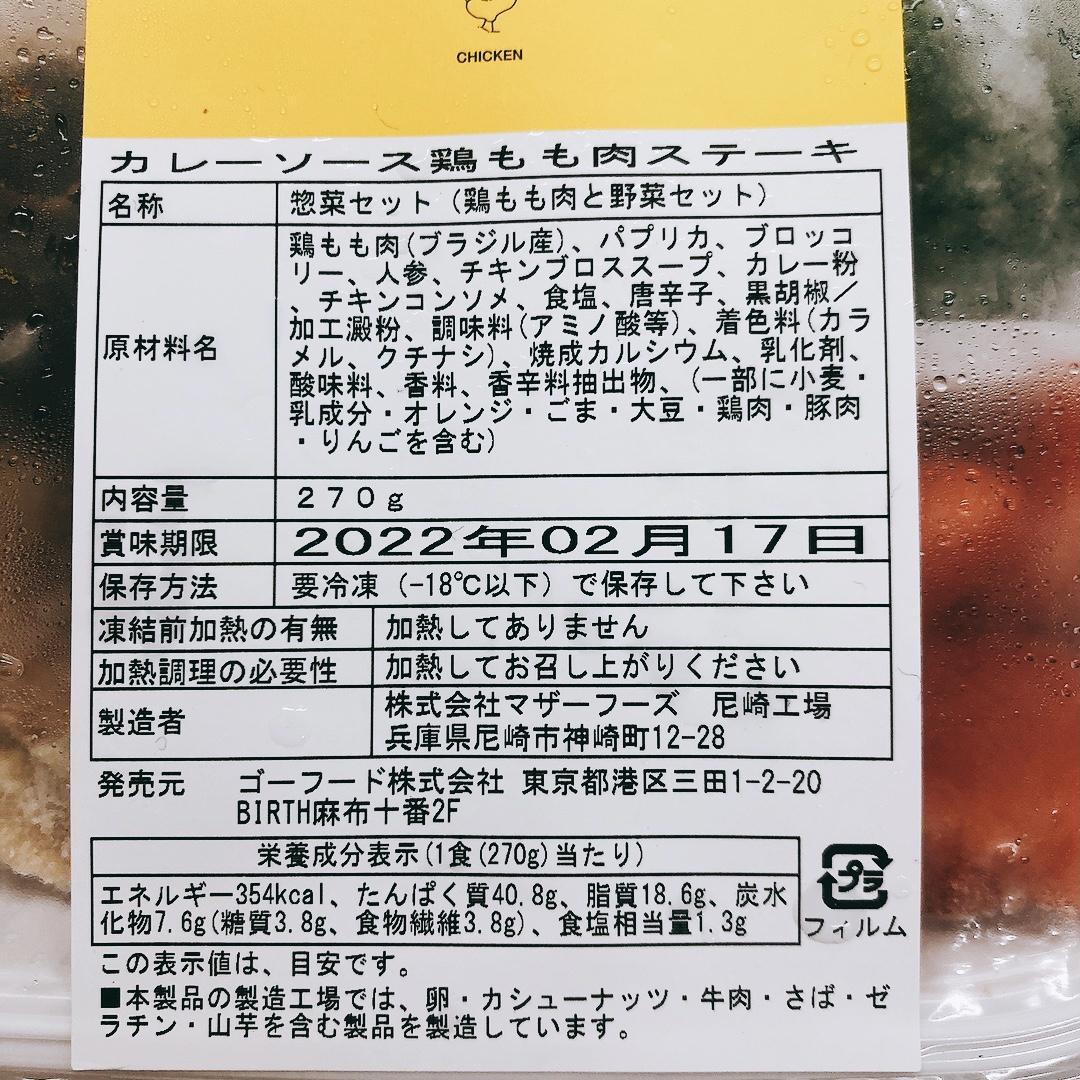 CHICKEN
カレーソース鶏もも肉ステーキ
名称 惣菜セット（鶏もも肉と野菜セット）
原材料名
鶏もも肉(ブラジル産)、パプリカ、ブロッコ
リー、人参、チキンブロススープ、カレー粉
、チキンコンソメ、食塩、唐辛子、黒胡椒／
加工澱粉、調味料(アミノ酸等)、着色料(カラ
メル、クチナシ)、焼成カルシウム、乳化剤、
酸味料、香料、香辛料抽出物、(一部に小麦・
乳成分・オレンジ・ごま・大豆・鶏肉・豚肉
・りんごを含む)
内容量 ２７０ｇ
賞味期限 2022年02月17日
保存方法 要冷凍（-18℃以下）で保存して下さい
凍結前加熱の有無 加熱してありません
加熱調理の必要性 加熱してお召し上がりください
製造者 株式会社マザーフーズ 尼崎工場
兵庫県尼崎市神崎町12-28
発売元 ゴーフード株式会社 東京都港区三田1-2-20
BIRTH麻布十番2F
栄養成分表示(1食(270g)当たり)
エネルギー354kcal、たんぱく質40.8g、脂質18.6g、炭水
化物7.6g(糖質3.8g、食物繊維3.8g)、食塩相当量1.3g
プラ
フィルム
この表示値は、目安です。
■本製品の製造工場では、卵・カシューナッツ・牛肉・さば・ゼ
ラチン・山芋を含む製品を製造しています。